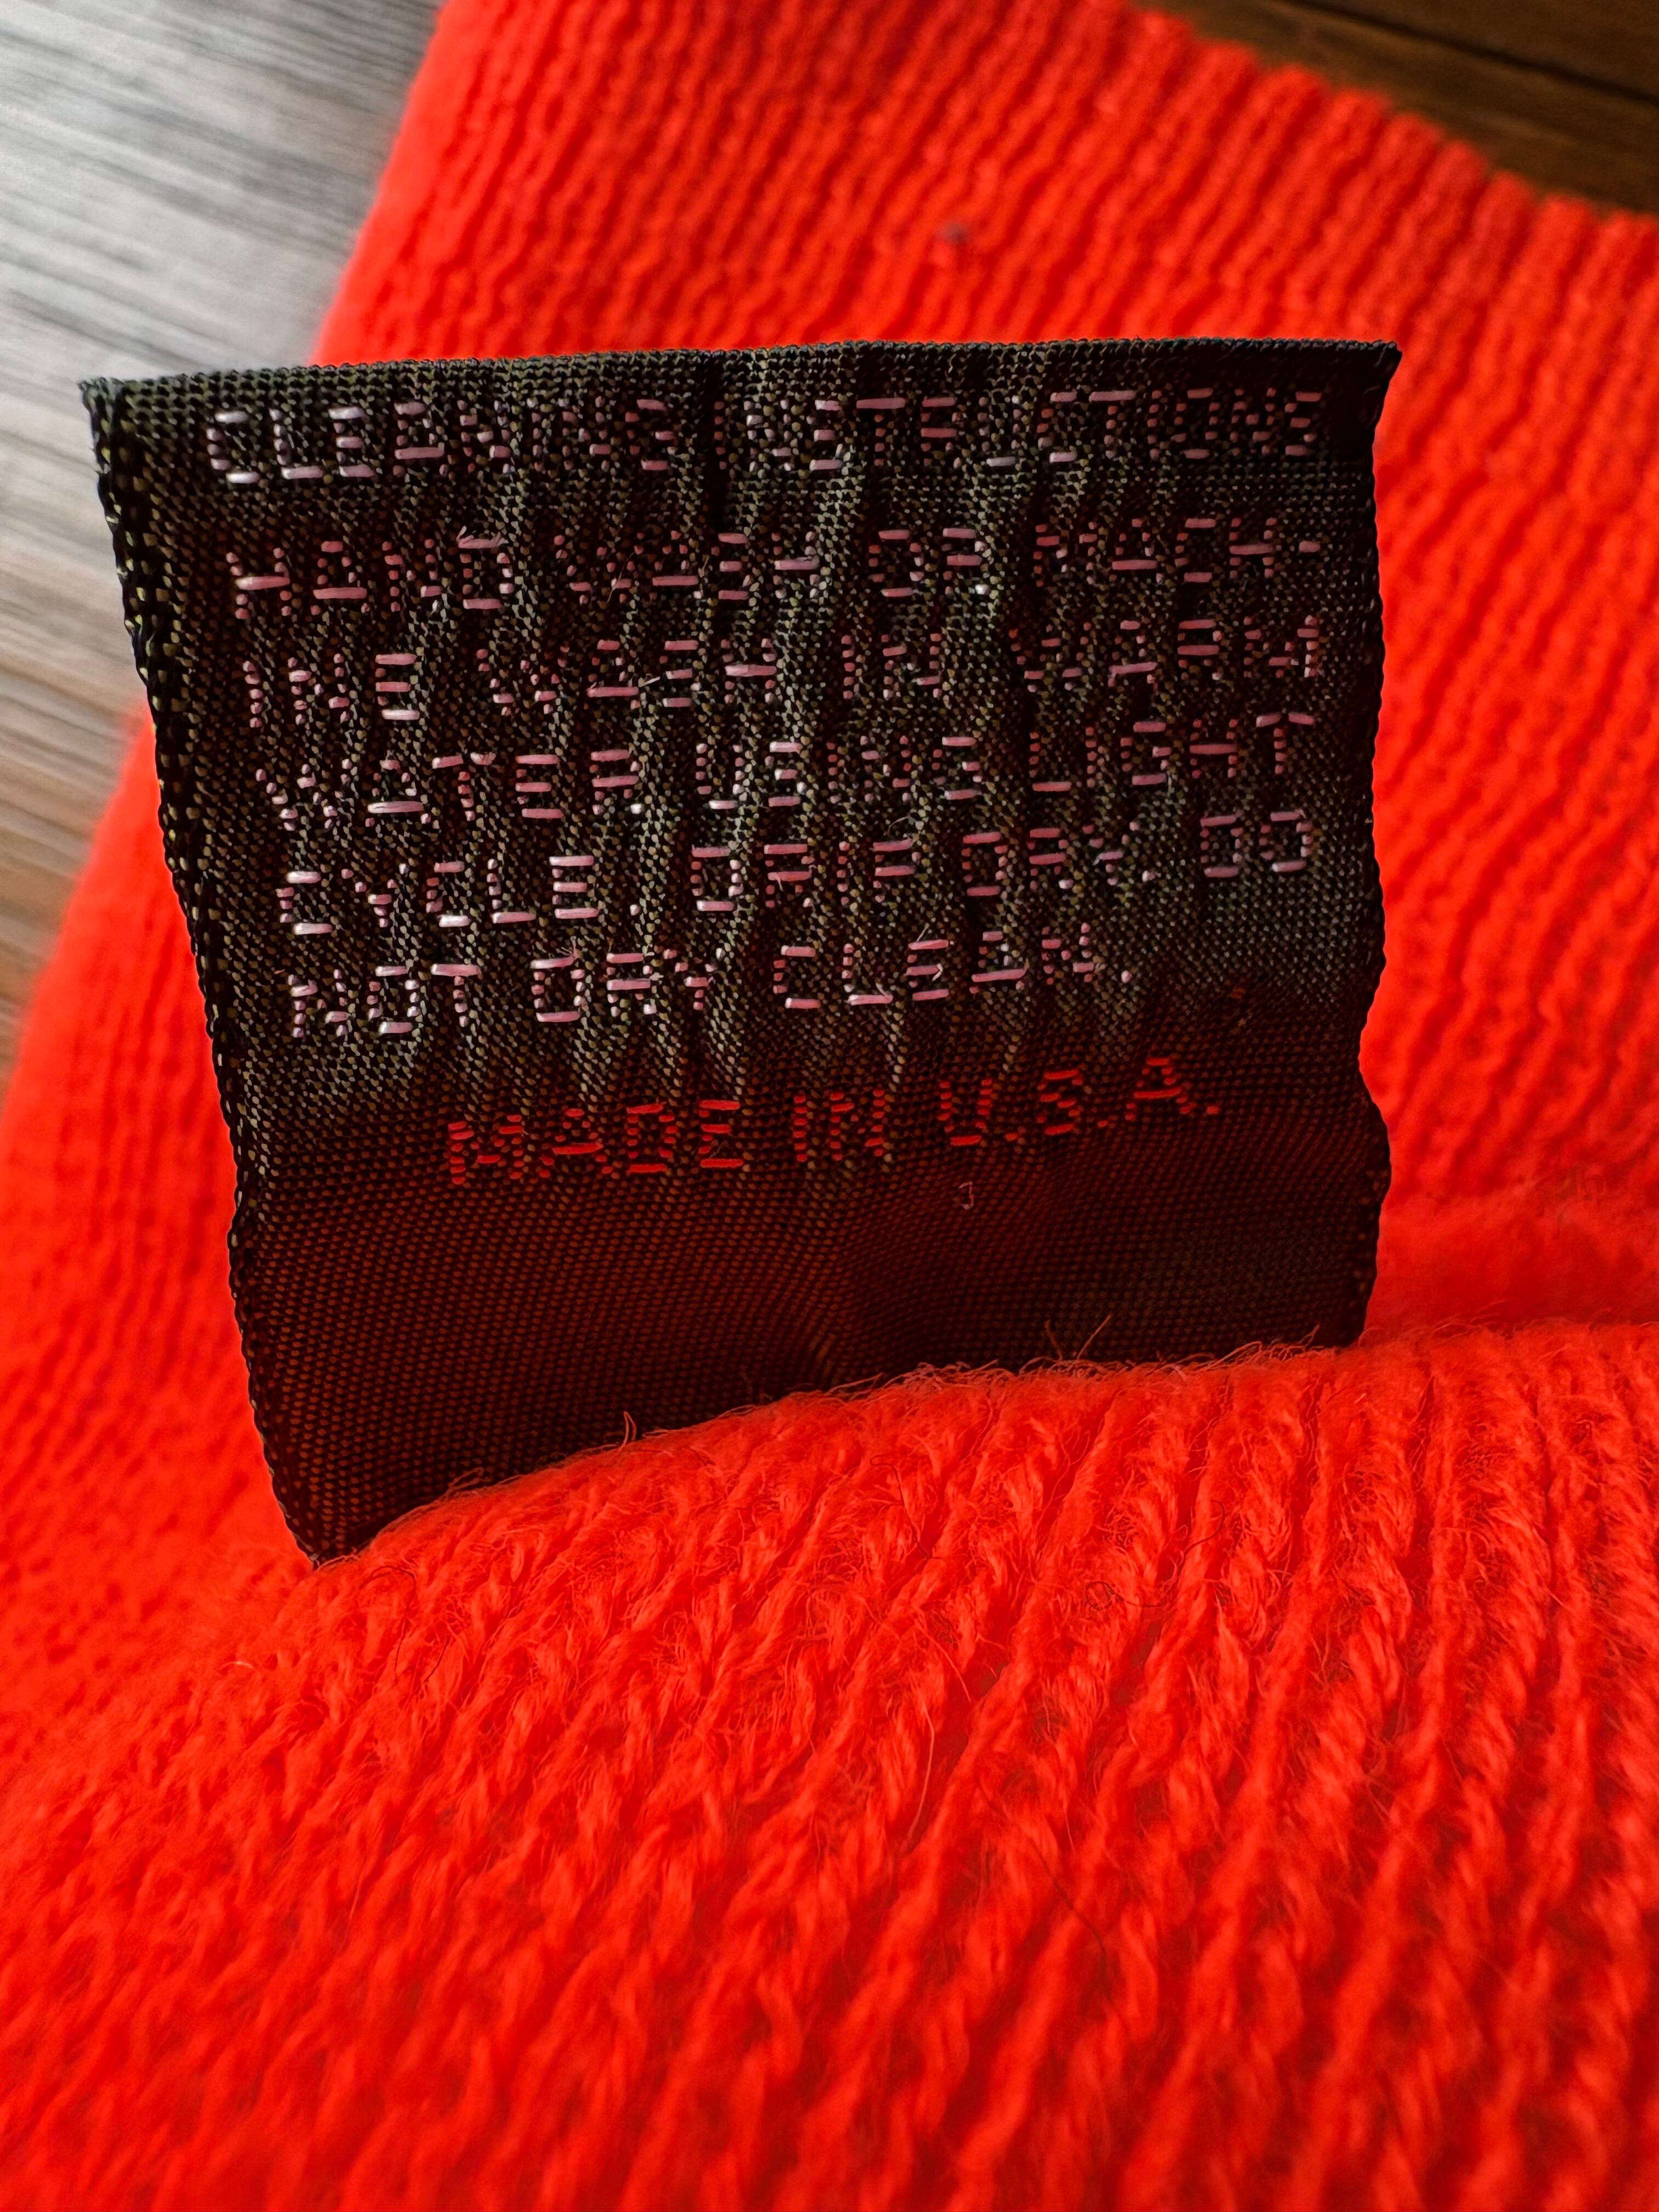 CLEANING INSTRUCTIONS
HAND WASH OR MACH-
INE WASH IN WARM
WATER USING LIGHT
CYCLE, DRIP DRY. DO
NOT DRY CLEAN.
MADE IN U.S.A.